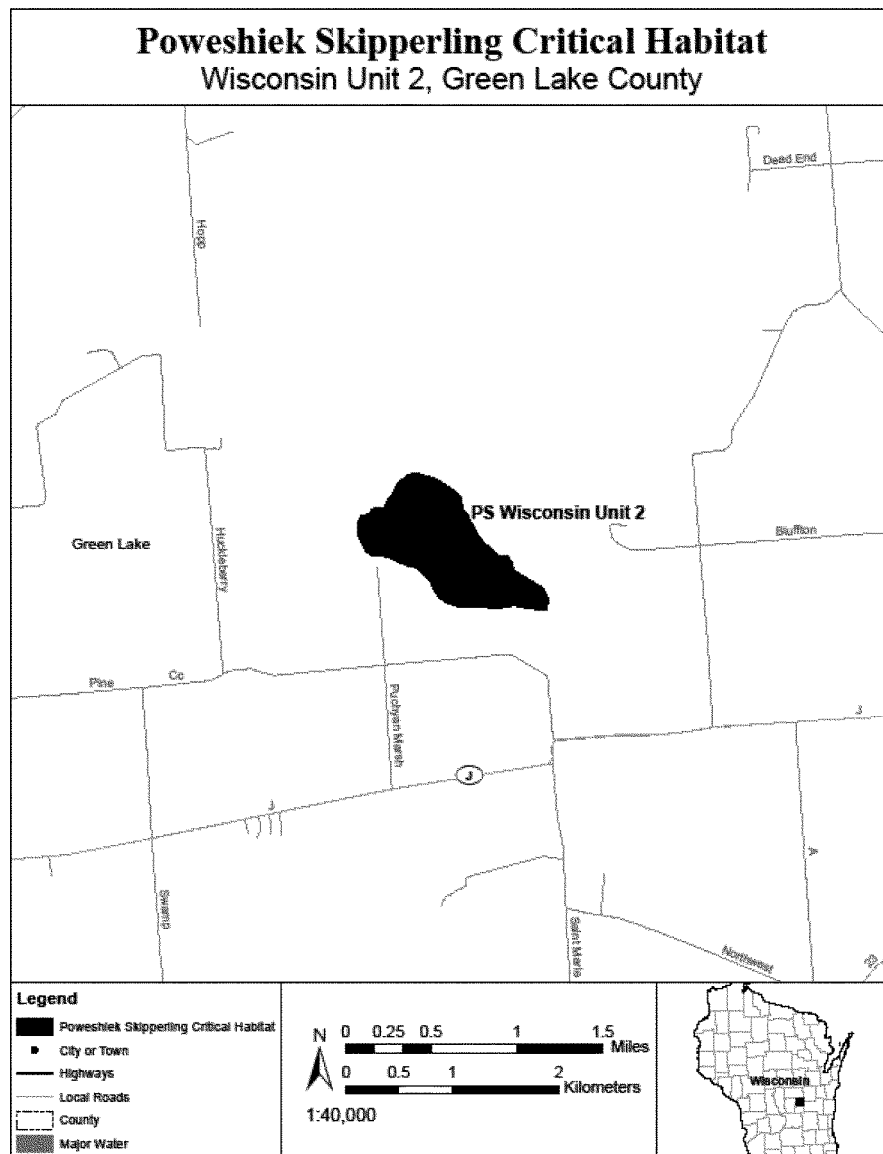 Poweshiek Skipperling Critical Habitat
Wisconsin Unit 2, Green Lake County
Dead End
Hopp
PS Wisconsin Unit 2
Bluffton
Green Lake
Huckleberry
Pine
Cc
Puchyan Marsh
J
J
J
A
Swamp
Saint Marie
Northwest
23
Legend
Poweshiek Skipperling Critical Habitat
City or Town
Highways
Local Roads
County
Major Water
N
0 0.25 0.5 1 1.5
Miles
0 0.5 1 2
Kilometers
1:40,000
Wisconsin